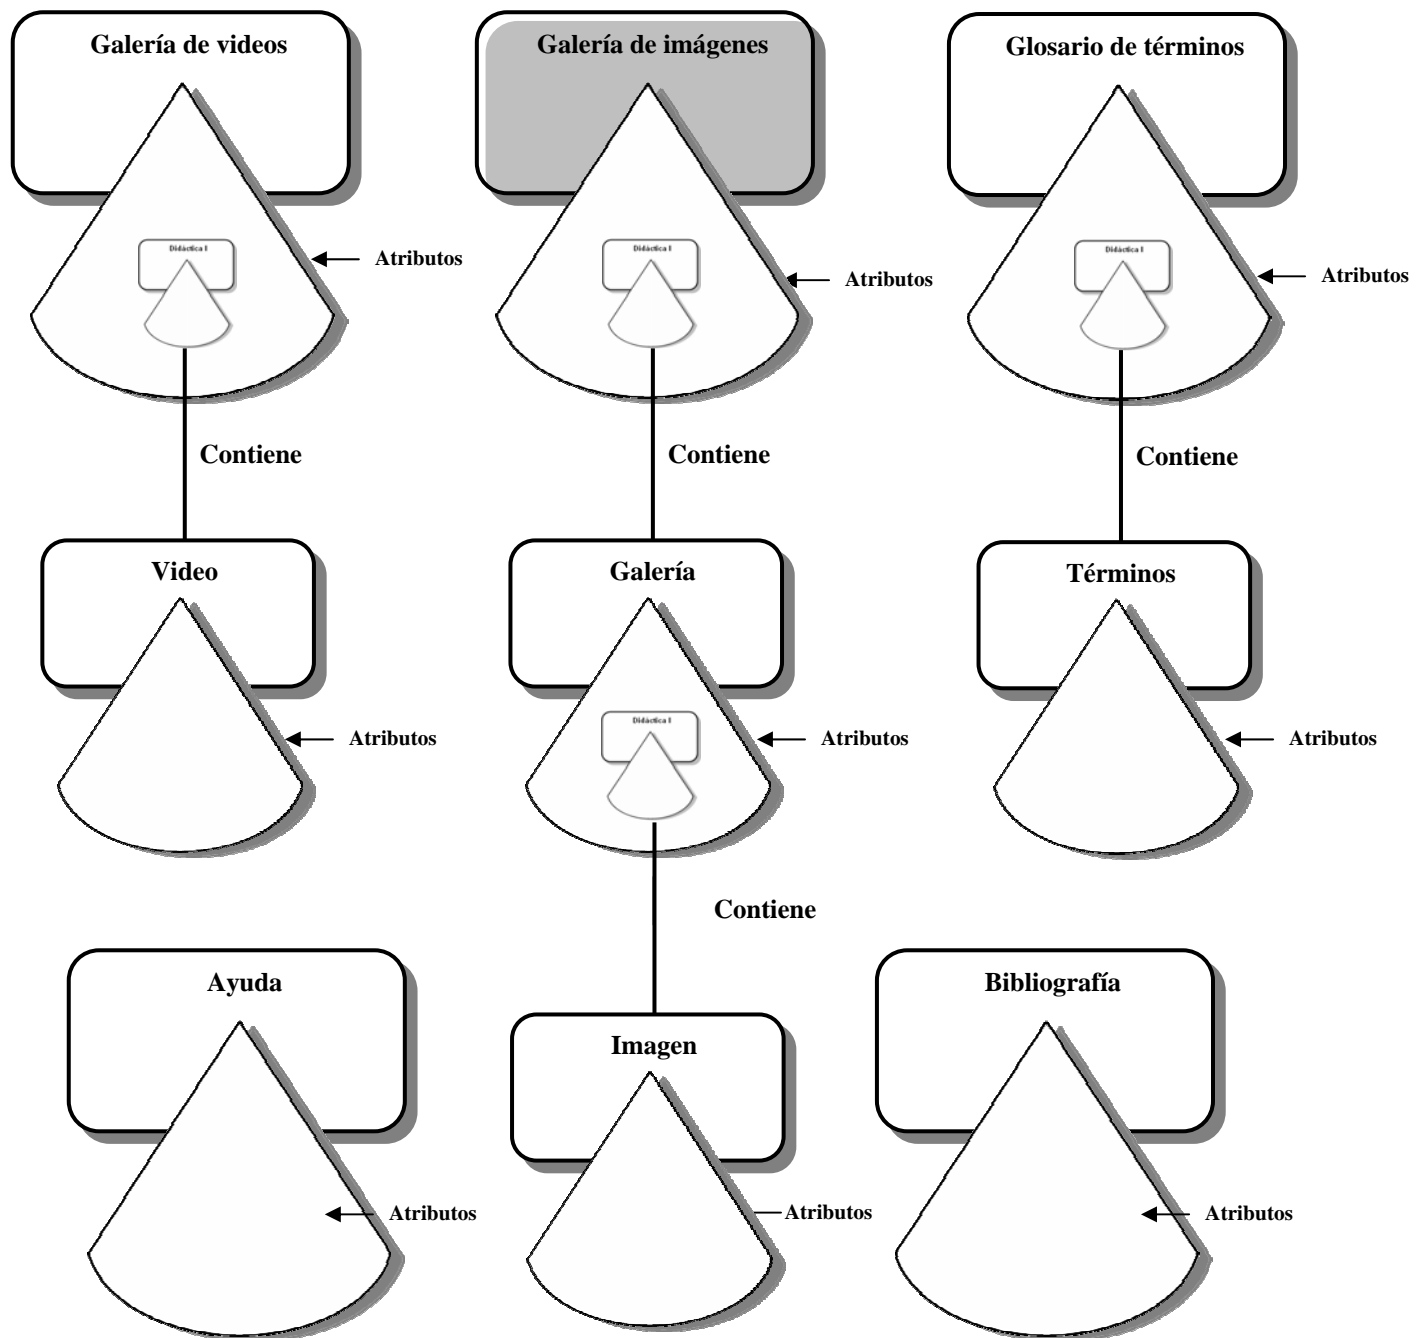 Galería de videos
Galería de imágenes
Glosario de términos
Didáctica I
Didáctica I
Didáctica I
Atributos
Atributos
Atributos
Contiene
Contiene
Contiene
Video
Galería
Términos
Didáctica I
Atributos
Atributos
Atributos
Contiene
Ayuda
Bibliografía
Imagen
Atributos
Atributos
Atributos